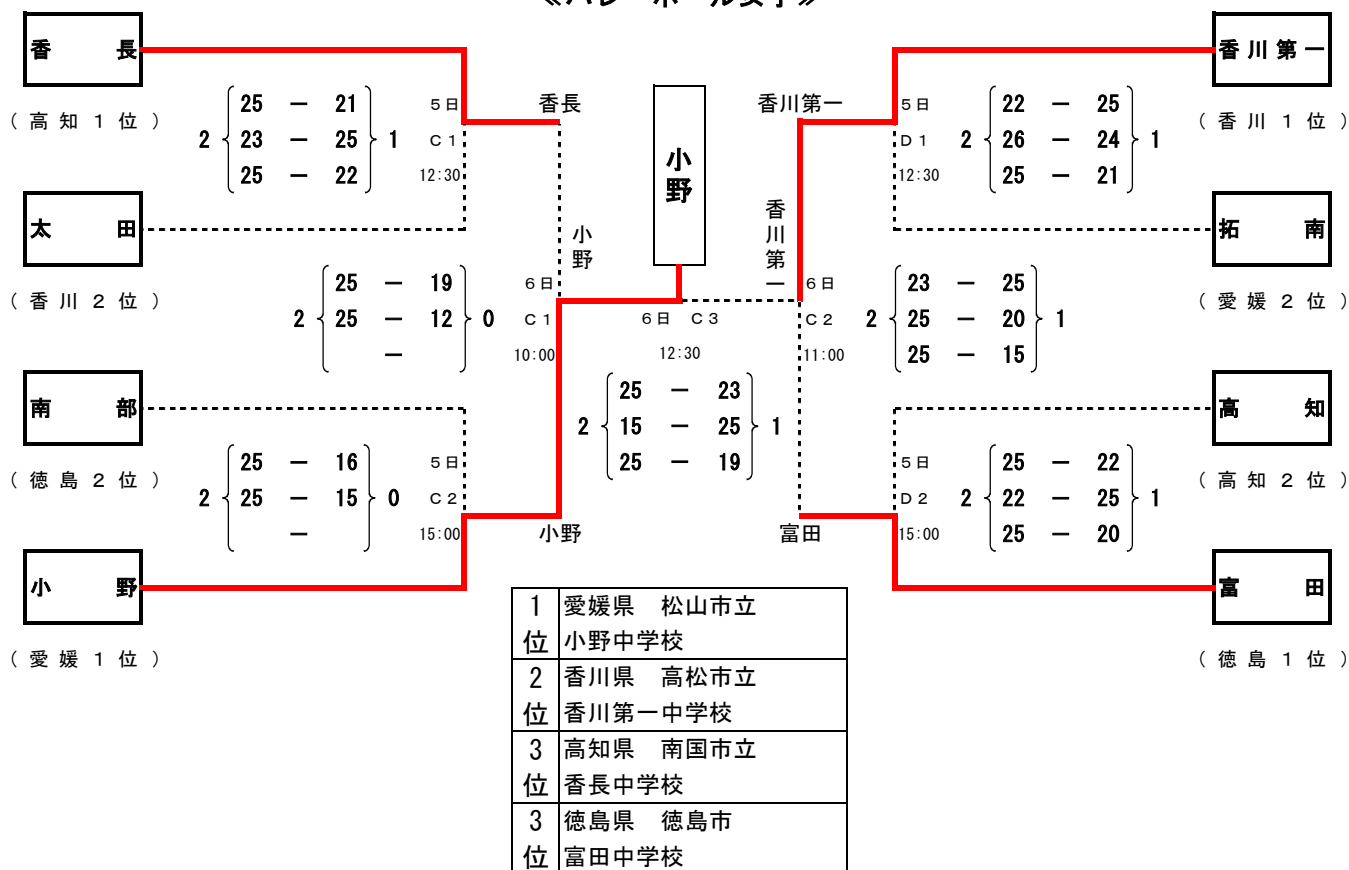 ≪バレーボール女子≫
香長
香川第一
(高知1位)
(香川1位)
2 25 － 21 1
23 － 25
25 － 22
5日
C1
12:30
香長
小野
香川第一
5日
D1
12:30
2 22 － 25 1
26 － 24
25 － 21
太田
拓南
(香川2位)
(愛媛2位)
小野
香川第一
2 25 － 19 0
25 － 12
－
6日
C1
10:00
6日 C3
12:30
6日
C2
11:00
2 23 － 25 1
25 － 20
25 － 15
2 25 － 23 1
15 － 25
25 － 19
南部
高知
(徳島2位)
(高知2位)
2 25 － 16 0
25 － 15
－
5日
C2
15:00
小野
富田
5日
D2
15:00
2 25 － 22 1
22 － 25
25 － 20
小野
富田
(愛媛1位)
(徳島1位)
1位 愛媛県 松山市立
小野中学校
2位 香川県 高松市立
香川第一中学校
3位 高知県 南国市立
香長中学校
3位 徳島県 徳島市
富田中学校